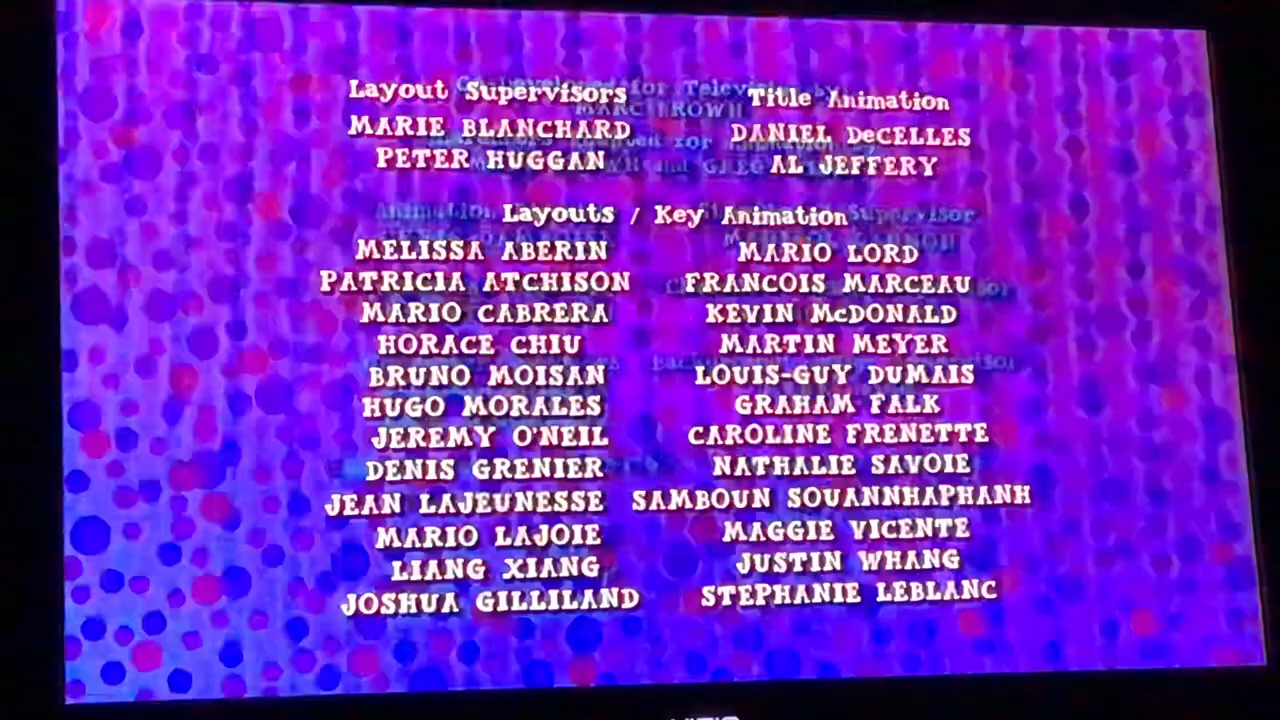 Layout Supervisors
MARIE BLANCHARD
PETER HUGGAN
Title Animation
DANIEL DeCELLES
AL JEFFERY
Layouts / Key Animation
MELISSA ABERIN
PATRICIA ATCHISON
MARIO CABRERA
HORACE CHIU
BRUNO MOISAN
HUGO MORALES
JEREMY O'NEIL
DENIS GRENIER
JEAN LAJEUNESSE
MARIO LAJOIE
LIANG XIANG
JOSHUA GILLILAND
MARIO LORD
FRANCOIS MARCEAU
KEVIN McDONALD
MARTIN MEYER
LOUIS-GUY DUMAIS
GRAHAM FALK
CAROLINE FRENETTE
NATHALIE SAVOIE
SAMBOUN SOUANNHAPHANH
MAGGIE VICENTE
JUSTIN WHANG
STEPHANIE LEBLANC